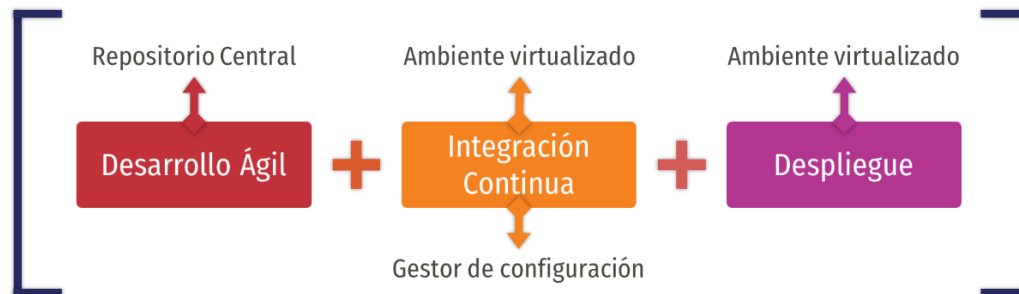 Repositorio Central
Ambiente virtualizado
Ambiente virtualizado
Desarrollo Ágil
Integración
Continua
Despliegue
Gestor de configuración